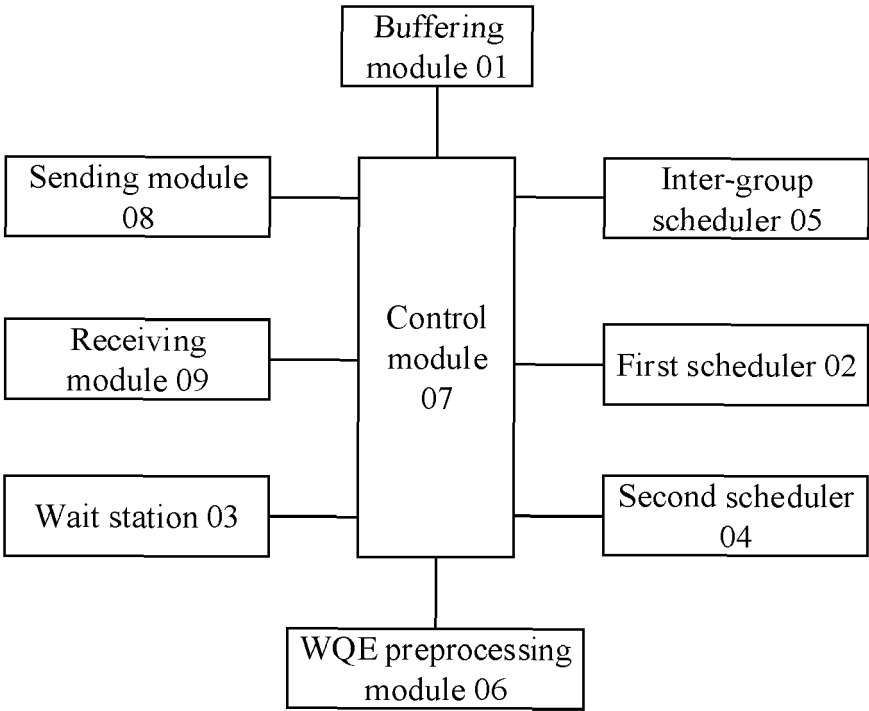 Buffering
module 01
Sending module
08
Inter-group
scheduler 05
Receiving
module 09
Control
module
07
First scheduler 02
Wait station 03
Second scheduler
04
WQE preprocessing
module 06